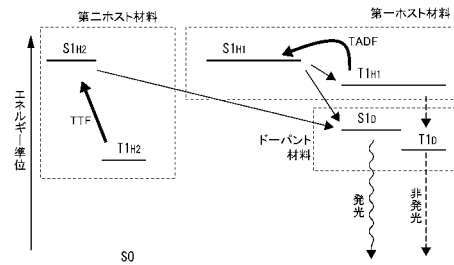 第二ホスト材料
第一ホスト材料
S1H2
S1H1
TADF
T1H1
TTF
T1H2
S1D
T1D
ドーパント
材料
エネルギー準位
発光
非発光
S0